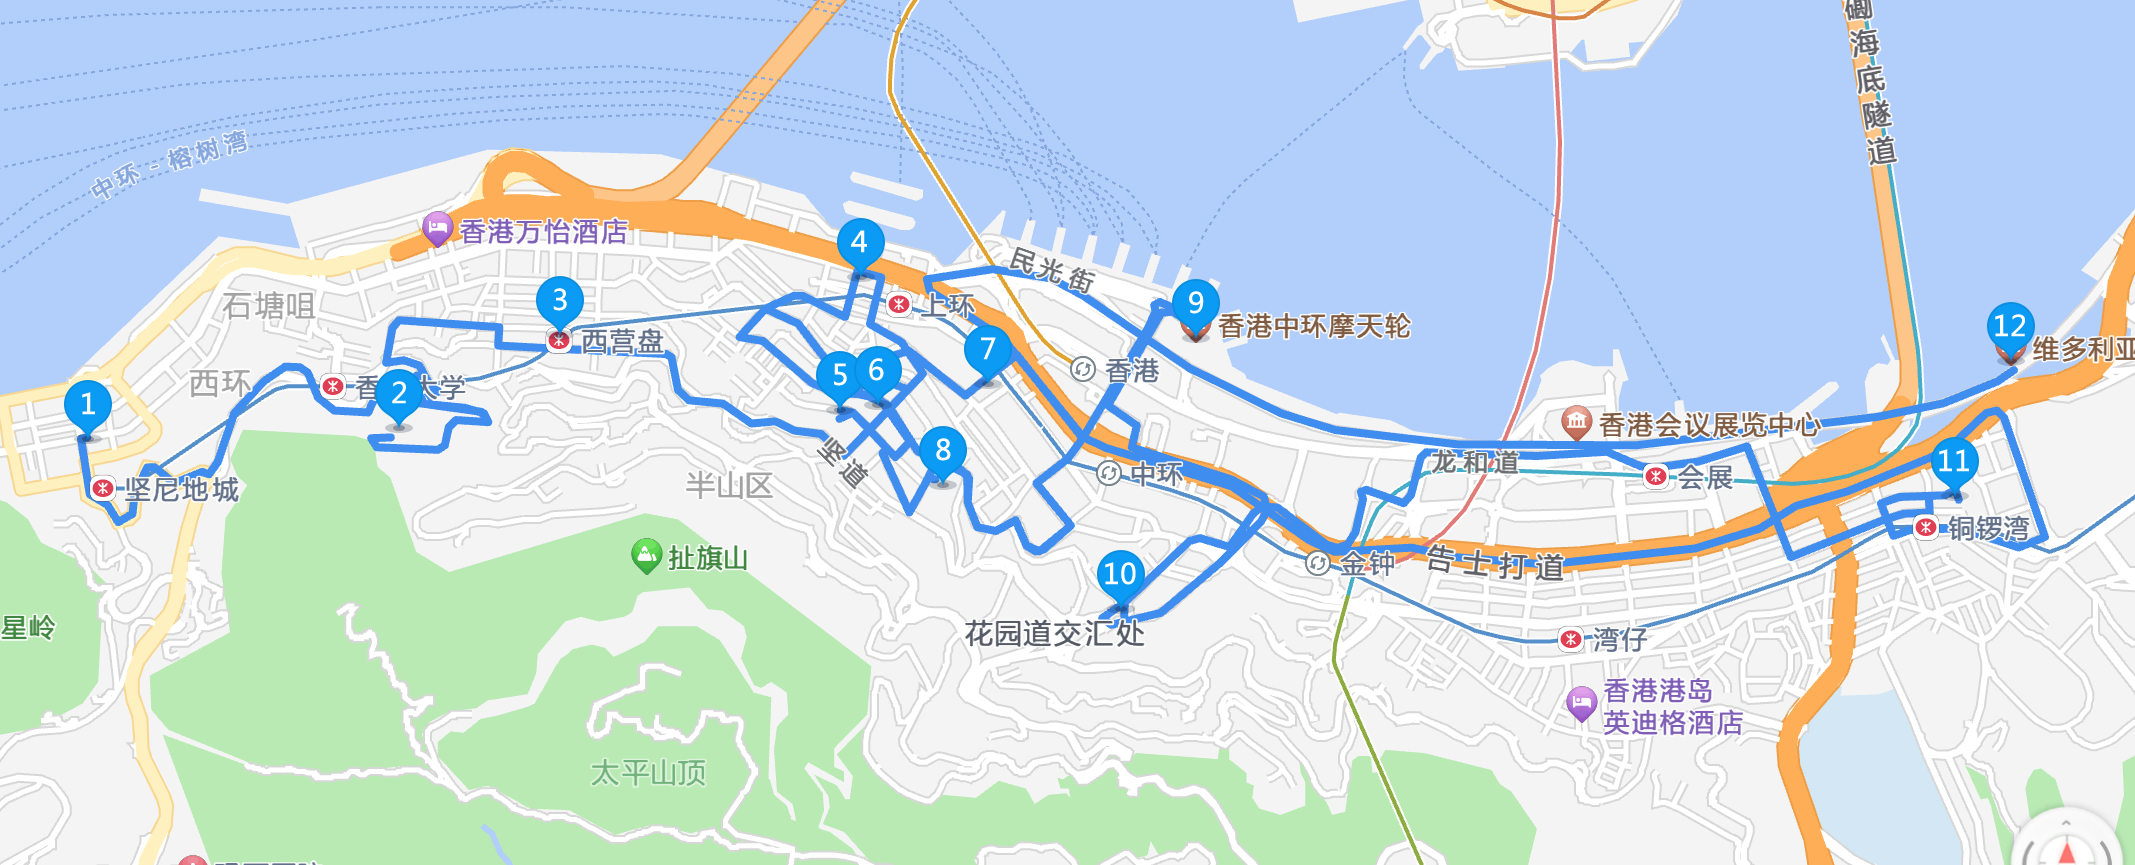 磡海底隧道
中环 - 榕树湾
4
香港万怡酒店
民光街
3
石塘咀
上环
9
香港中环摩天轮
12
维多利亚
西营盘
7
香港
5
6
西环
香
大学
2
1
香港会议展览中心
8
龙和道
11
坚道
中环
会展
坚尼地城
半山区
铜锣湾
扯旗山
10
金钟
告士打道
星岭
花园道交汇处
湾仔
香港港岛
英迪格酒店
太平山顶